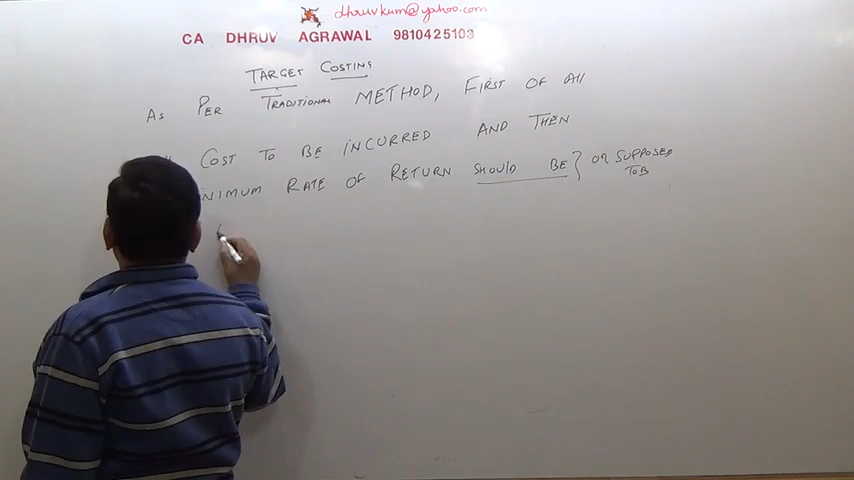 dhruvkum@yahoo.com
CA DHRUV AGRAWAL 9810425103
TARGET COSTING
AS PER TRADITIONAL METHOD, FIRST OF All
COST TO BE INCURRED AND THEN
NIMUM RATE OF RETURN SHOULD BE } OR SUPPOSED
TO B